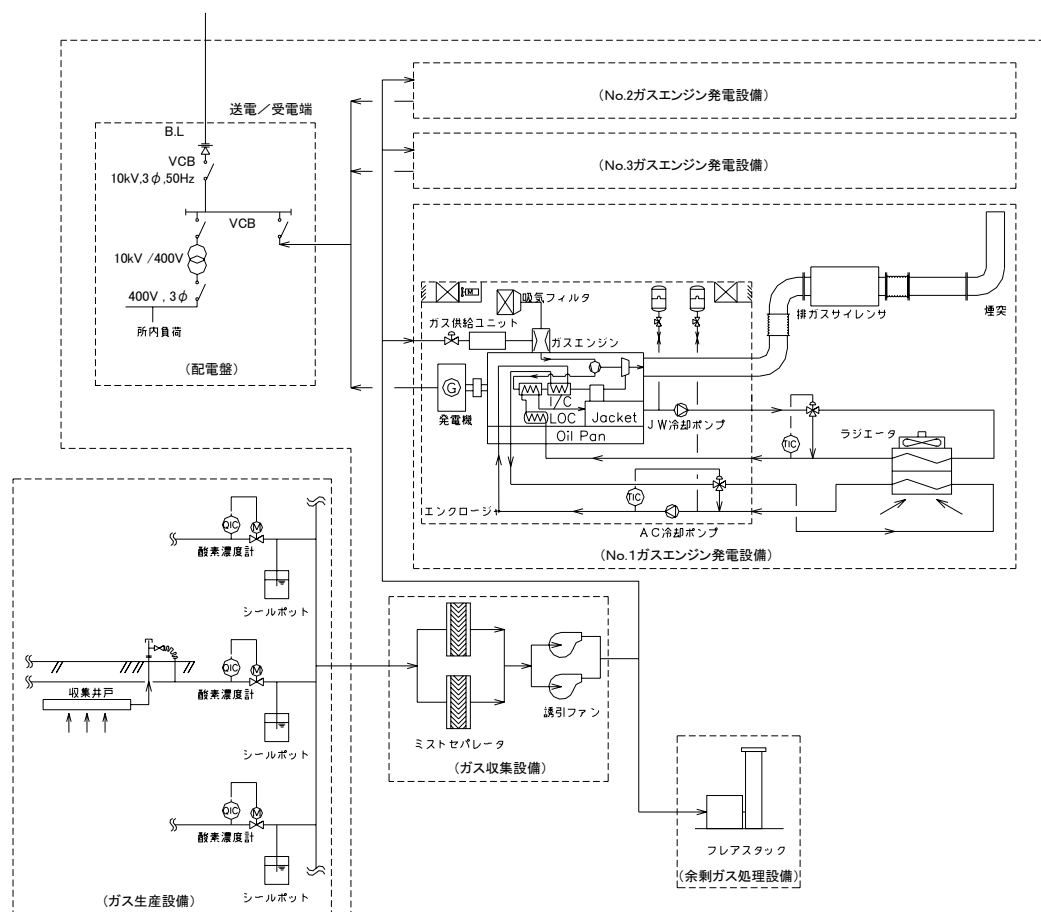 送電／受電端
B.L
VCB
10kV,3φ,50Hz
VCB
10kV /400V
400V , 3φ
所内負荷
(配電盤)
(No.2ガスエンジン発電設備)
(No.3ガスエンジン発電設備)
M
吸気フィルタ
ガス供給ユニット
ガスエンジン
排ガスサイレンサ
煙突
G
発電機
I/C
LOC
Jacket
Oil Pan
JW冷却ポンプ
TIC
ラジエータ
TIC
エンクロージャ
AC冷却ポンプ
(No.1ガスエンジン発電設備)
OIC
M
酸素濃度計
シールポット
OIC
M
酸素濃度計
収集井戸
シールポット
OIC
M
酸素濃度計
シールポット
(ガス生産設備)
ミストセパレータ
誘引ファン
(ガス収集設備)
フレアスタック
(余剰ガス処理設備)